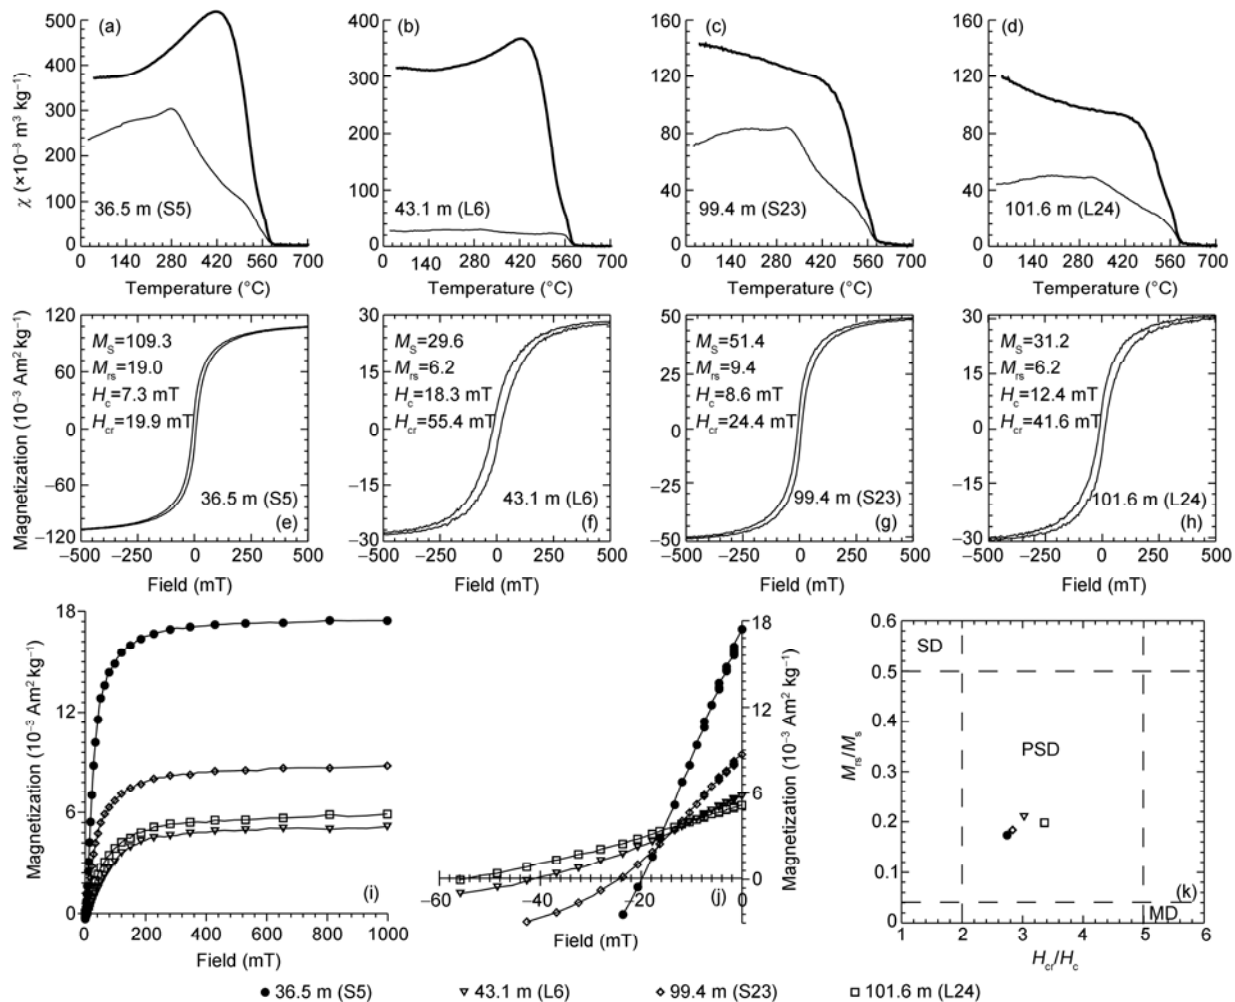 (a) (b) (c) (d)
500 400 160 160
400 300 120 120
300 200 80 80
200 100 40 40
100
0 0 0 0
χ (×10⁻⁸ m³ kg⁻¹)
36.5 m (S5) 43.1 m (L6) 99.4 m (S23) 101.6 m (L24)
0 140 280 420 560 700 0 140 280 420 560 700 0 140 280 420 560 700 0 140 280 420 560 700
Temperature (°C) Temperature (°C) Temperature (°C) Temperature (°C)
120 60 0 −60 −120
Magnetization (10⁻³ Am² kg⁻¹)
M_S=109.3
M_rs=19.0
H_c=7.3 mT
H_cr=19.9 mT
36.5 m (S5)
(e)
30 15 0 −15 −30
M_S=29.6
M_rs=6.2
H_c=18.3 mT
H_cr=55.4 mT
43.1 m (L6)
(f)
50 25 0 −25 −50
M_S=51.4
M_rs=9.4
H_c=8.6 mT
H_cr=24.4 mT
99.4 m (S23)
(g)
30 15 0 −15 −30
M_S=31.2
M_rs=6.2
H_c=12.4 mT
H_cr=41.6 mT
101.6 m (L24)
(h)
−500 −250 0 250 500 −500 −250 0 250 500 −500 −250 0 250 500 −500 −250 0 250 500
Field (mT) Field (mT) Field (mT) Field (mT)
18 12 6 0
Magnetization (10⁻³ Am² kg⁻¹)
(i)
0 200 400 600 800 1000
Field (mT)
18 12 6 0
Magnetization (10⁻³ Am² kg⁻¹)
(j)
−60 −40 −20 0
Field (mT)
0.6 0.5 0.4 0.3 0.2 0.1 0
M_rs/M_s
SD
PSD
(k)
MD
1 2 3 4 5 6
H_cr/H_c
36.5 m (S5) 43.1 m (L6) 99.4 m (S23) 101.6 m (L24)